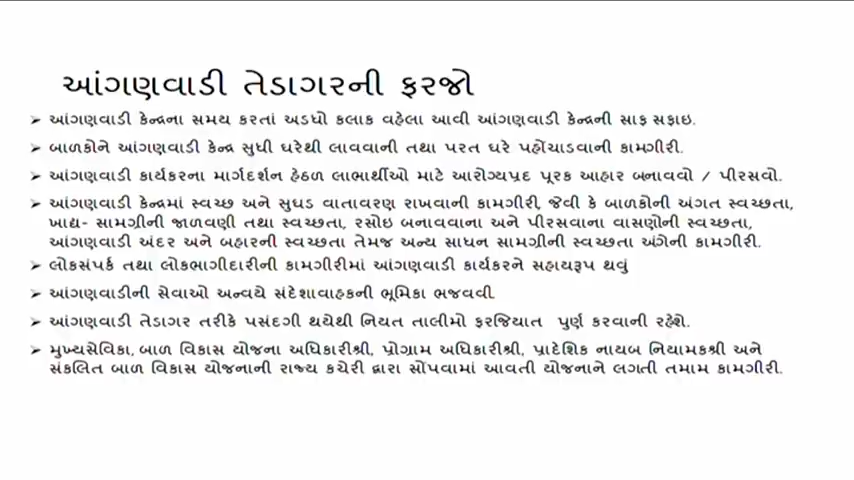 આંગણવાડી તેડાગરની ફરજો
➢ આંગણવાડી કેન્દ્રના સમય કરતાં અડધો કલાક વહેલા આવી આંગણવાડી કેન્દ્રની સાફ સફાઇ.
➢ બાળકોને આંગણવાડી કેન્દ્ર સુધી ઘરેથી લાવવાની તથા પરત ઘરે પહોંચાડવાની કામગીરી.
➢ આંગણવાડી કાર્યકરના માર્ગદર્શન હેઠળ લાભાર્થીઓ માટે આરોગ્યપ્રદ પૂરક આહાર બનાવવો / પીરસવો.
➢ આંગણવાડી કેન્દ્રમાં સ્વચ્છ અને સુઘડ વાતાવરણ રાખવાની કામગીરી, જેવી કે બાળકોની અંગત સ્વચ્છતા,
ખાદ્ય- સામગ્રીની જાળવણી તથા સ્વચ્છતા, રસોઇ બનાવવાના અને પીરસવાના વાસણોની સ્વચ્છતા,
આંગણવાડી અંદર અને બહારની સ્વચ્છતા તેમજ અન્ય સાધન સામગ્રીની સ્વચ્છતા અંગેની કામગીરી.
➢ લોકસંપર્ક તથા લોકભાગીદારીની કામગીરીમાં આંગણવાડી કાર્યકરને સહાયરૂપ થવું
➢ આંગણવાડીની સેવાઓ અન્વયે સંદેશાવાહકની ભૂમિકા ભજવવી.
➢ આંગણવાડી તેડાગર તરીકે પસંદગી થયેથી નિયત તાલીમો ફરજિયાત પુર્ણ કરવાની રહેશે.
➢ મુખ્યસેવિકા, બાળ વિકાસ યોજના અધિકારીશ્રી, પ્રોગ્રામ અધિકારીશ્રી, પ્રાદેશિક નાયબ નિયામકશ્રી અને
સંકલિત બાળ વિકાસ યોજનાની રાજ્ય કચેરી દ્વારા સોંપવામાં આવતી યોજનાને લગતી તમામ કામગીરી.